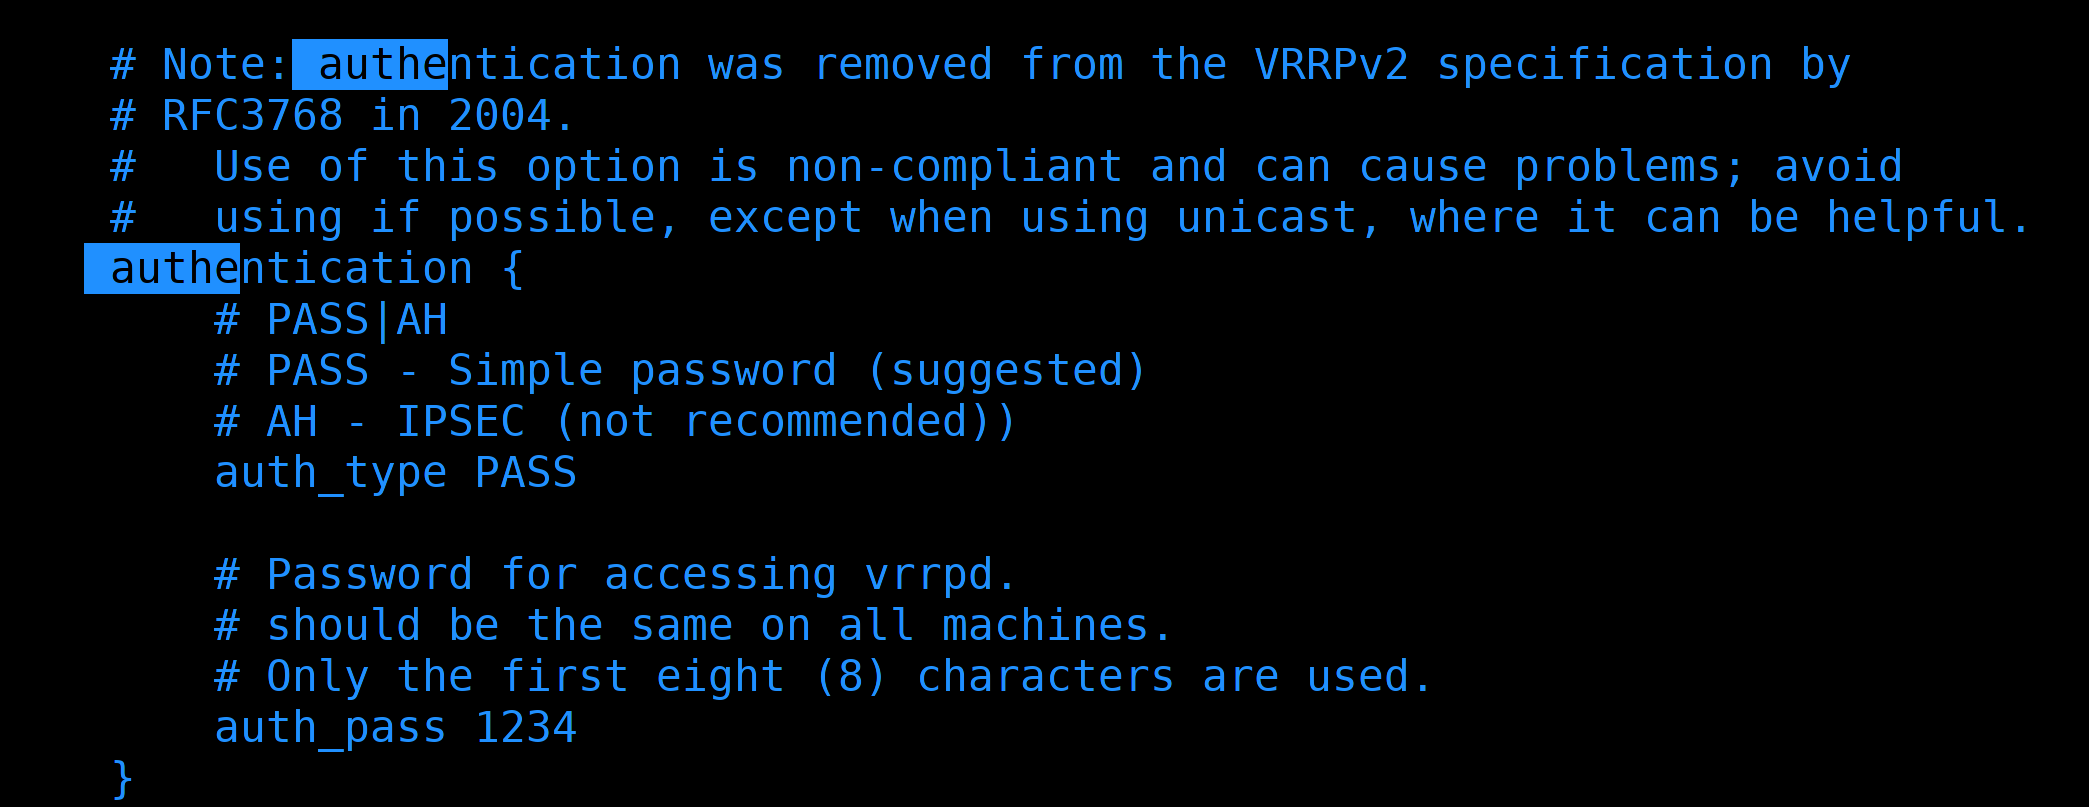 # Note: authentication was removed from the VRRPv2 specification by
# RFC3768 in 2004.
#   Use of this option is non-compliant and can cause problems; avoid
#   using if possible, except when using unicast, where it can be helpful.
authentication {
    # PASS|AH
    # PASS - Simple password (suggested)
    # AH - IPSEC (not recommended))
    auth_type PASS

    # Password for accessing vrrpd.
    # should be the same on all machines.
    # Only the first eight (8) characters are used.
    auth_pass 1234
}